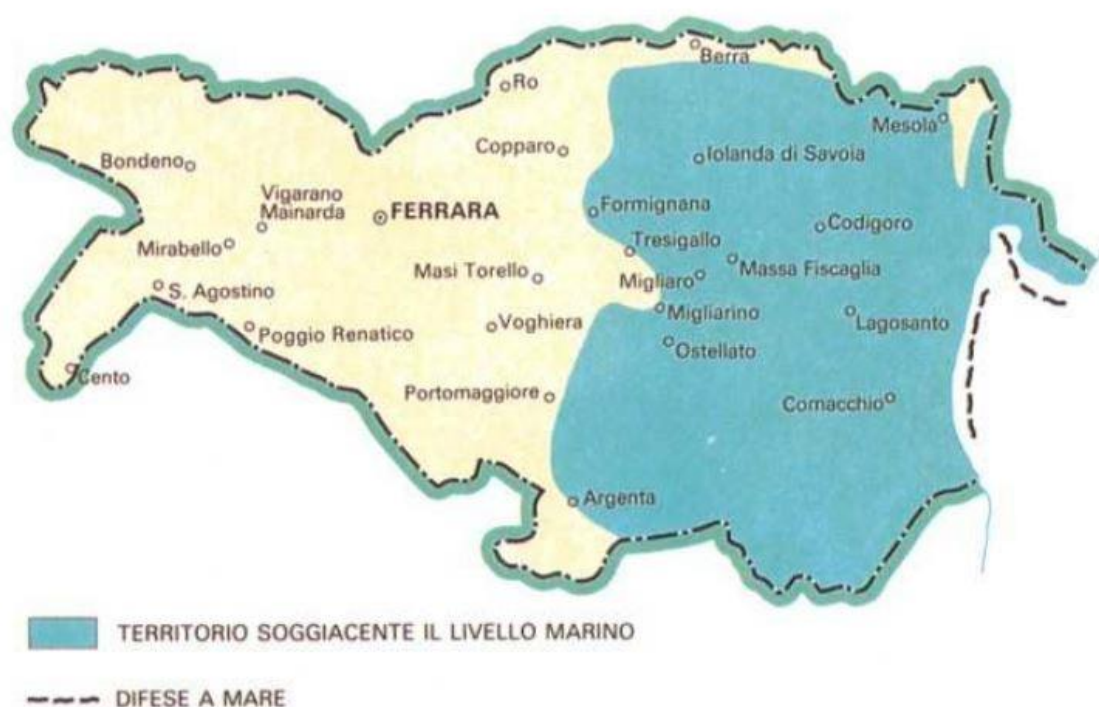 Berra
Ro
Mesola
Copparo
Iolanda di Savoia
Bondeno
Vigarano
Mainarda
FERRARA
Formignana
Codigoro
Mirabello
Tresigallo
Masi Torello
Migliaro
Massa Fiscaglia
S. Agostino
Migliarino
Lagosanto
Poggio Renatico
Voghiera
Ostellato
Cento
Portomaggiore
Comacchio
Argenta
TERRITORIO SOGGIACENTE IL LIVELLO MARINO
DIFESE A MARE